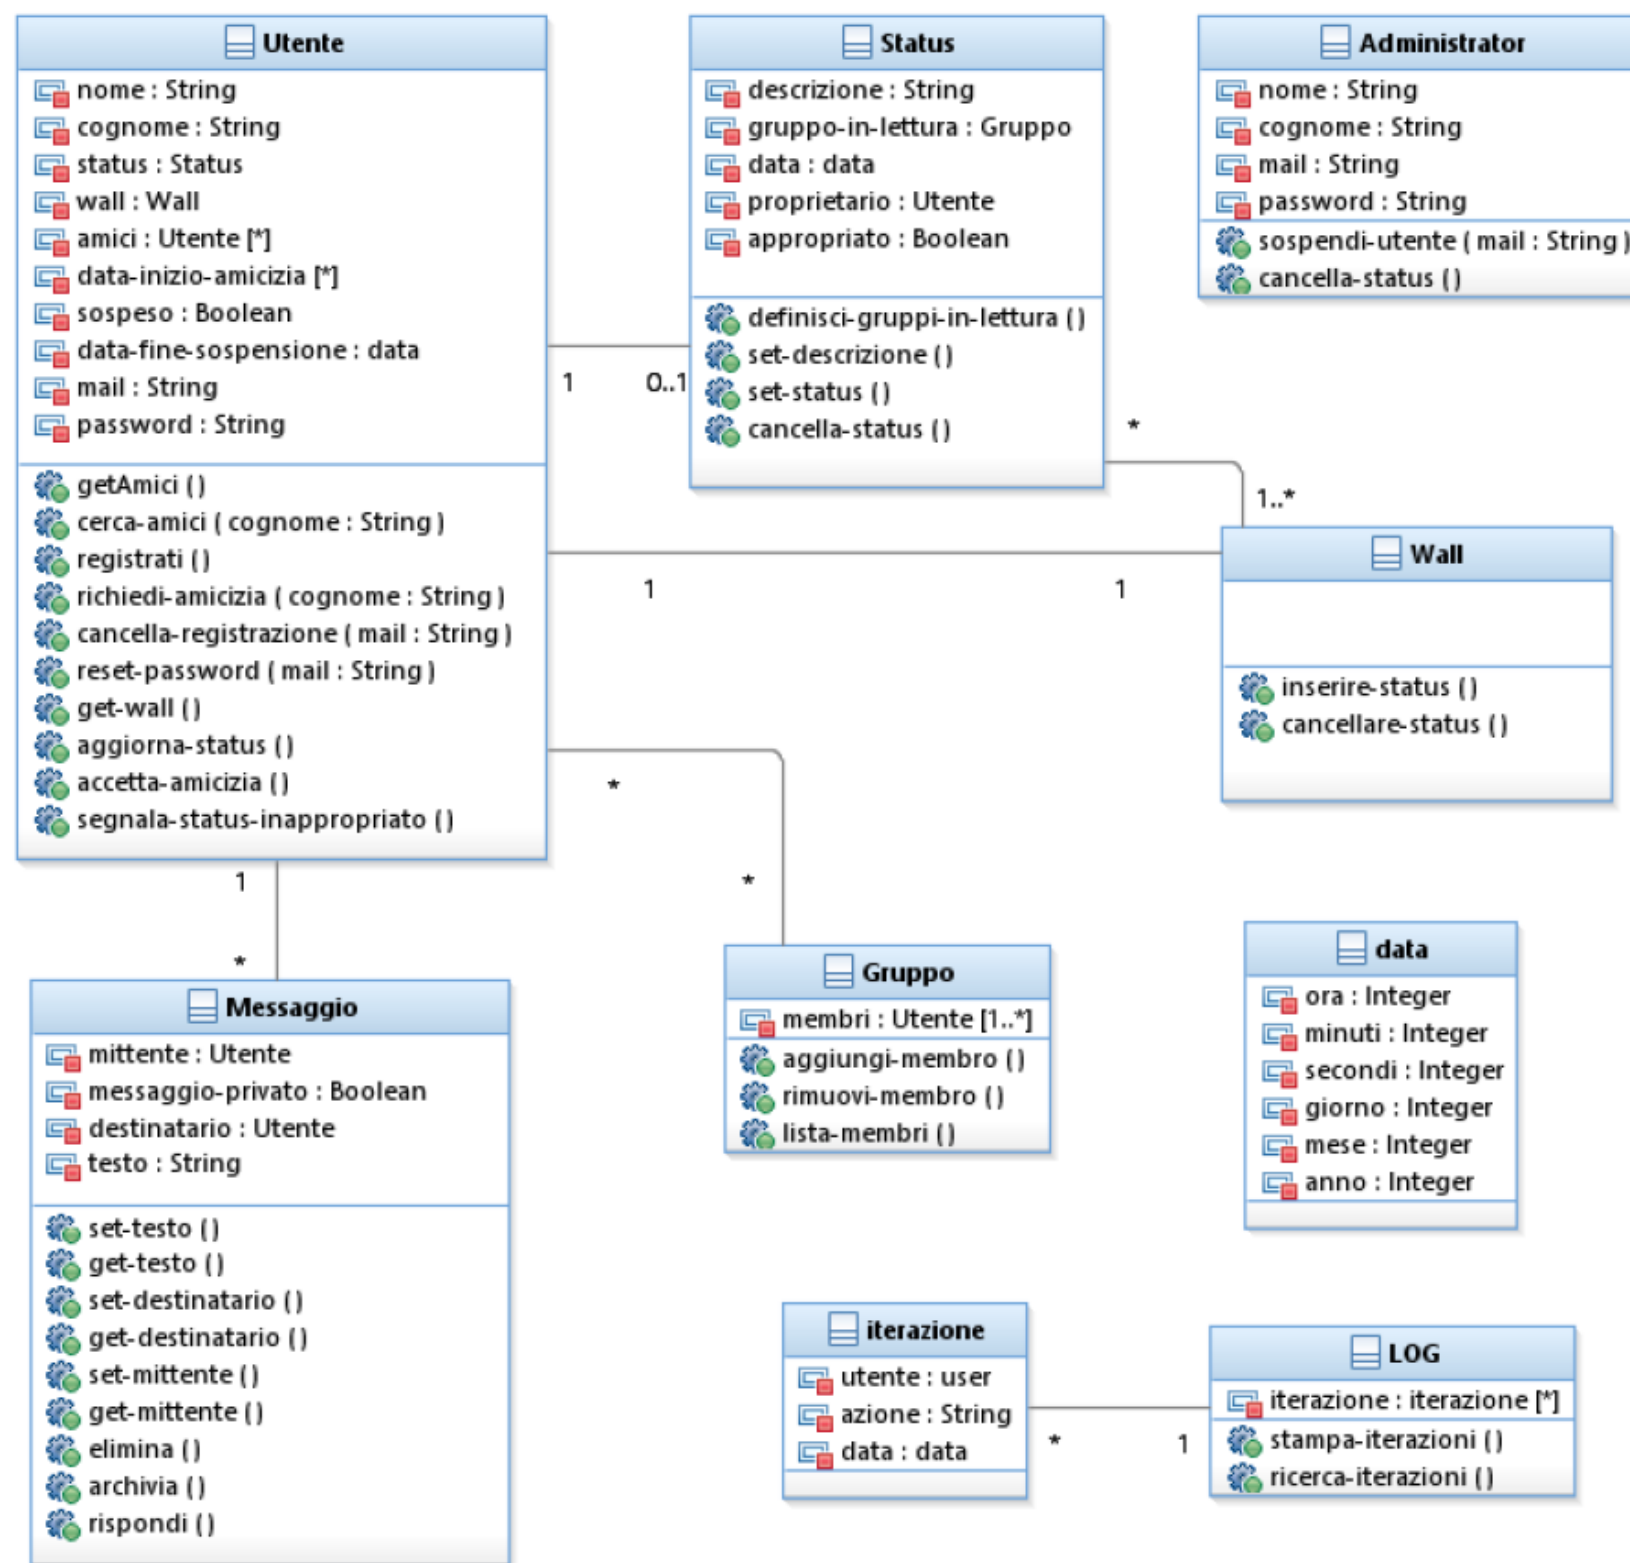 Utente
nome : String
cognome : String
status : Status
wall : Wall
amici : Utente [*]
data-inizio-amicizia [*]
sospeso : Boolean
data-fine-sospensione : data
mail : String
password : String
getAmici ()
cerca-amici ( cognome : String )
registrati ()
richiedi-amicizia ( cognome : String )
cancella-registrazione ( mail : String )
reset-password ( mail : String )
get-wall ()
aggiorna-status ()
accetta-amicizia ()
segnala-status-inappropriato ()
Status
descrizione : String
gruppo-in-lettura : Gruppo
data : data
proprietario : Utente
appropriato : Boolean
definisci-gruppi-in-lettura ()
set-descrizione ()
set-status ()
cancella-status ()
Administrator
nome : String
cognome : String
mail : String
password : String
sospendi-utente ( mail : String )
cancella-status ()
1
0..1
*
1..*
1
1
Wall
inserire-status ()
cancellare-status ()
*
*
1
*
Messaggio
mittente : Utente
messaggio-privato : Boolean
destinatario : Utente
testo : String
set-testo ()
get-testo ()
set-destinatario ()
get-destinatario ()
set-mittente ()
get-mittente ()
elimina ()
archivia ()
rispondi ()
Gruppo
membri : Utente [1..*]
aggiungi-membro ()
rimuovi-membro ()
lista-membri ()
data
ora : Integer
minuti : Integer
secondi : Integer
giorno : Integer
mese : Integer
anno : Integer
iterazione
utente : user
azione : String
data : data
*
1
LOG
iterazione : iterazione [*]
stampa-iterazioni ()
ricerca-iterazioni ()